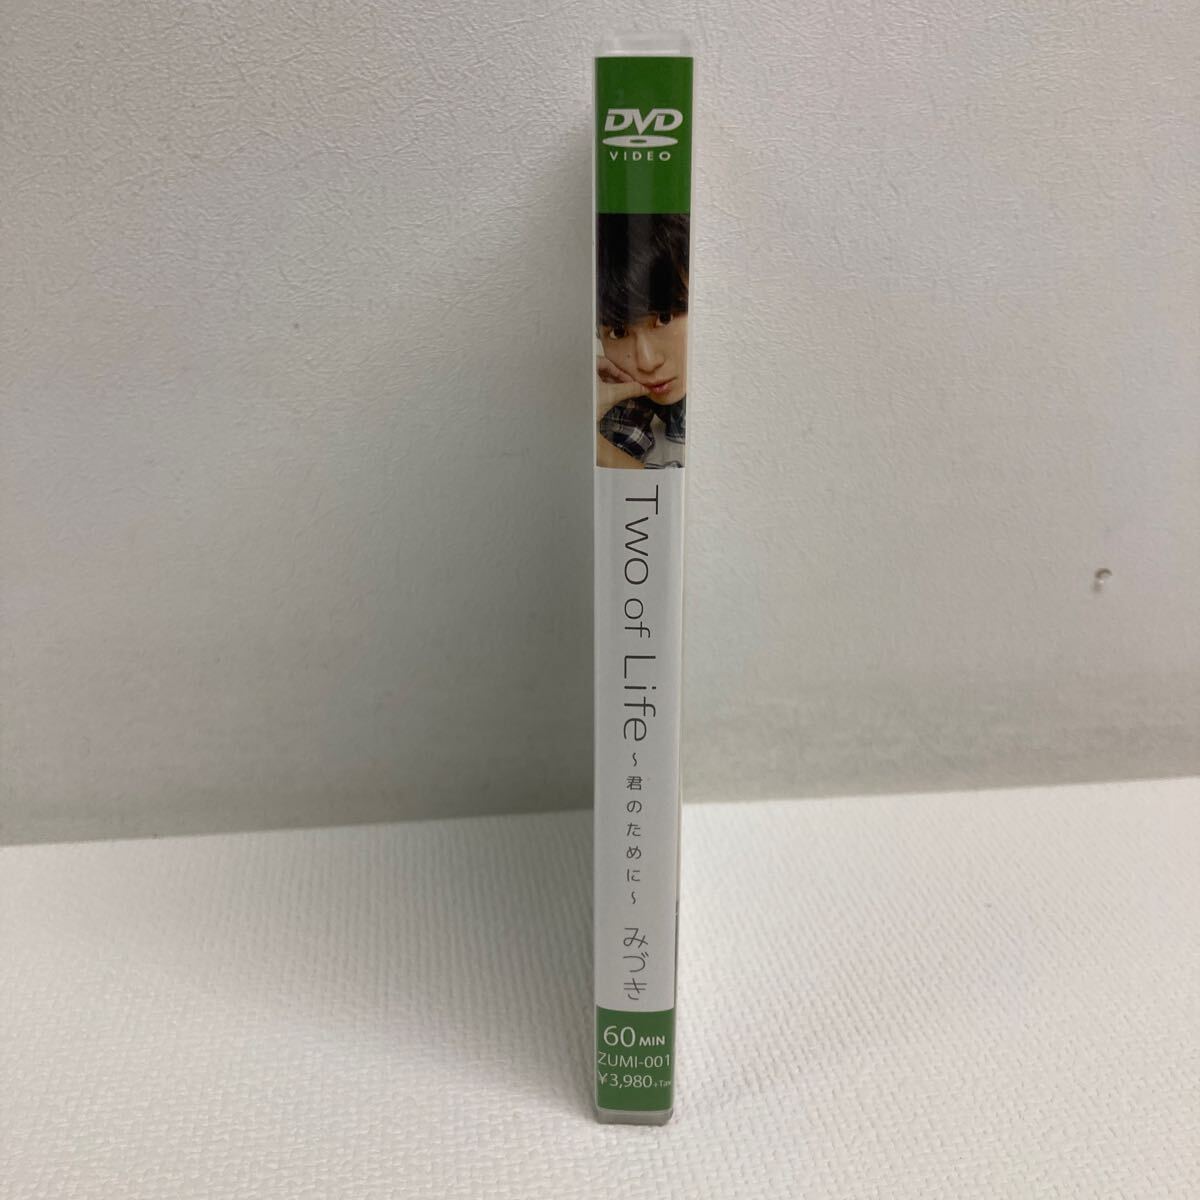 DVD
VIDEO
Two of Life ～君のために～ みづき
60 MIN
ZUMI-001
¥3,980+Tax